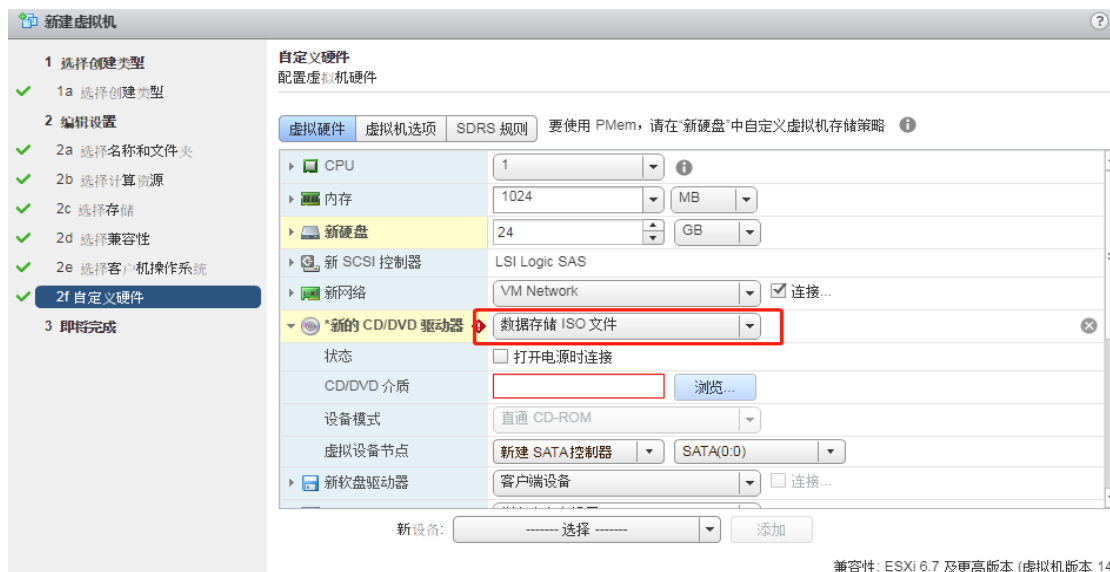 新建虚拟机
?
1 选择创建类型
1a 选择创建类型
2 编辑设置
2a 选择名称和文件夹
2b 选择计算资源
2c 选择存储
2d 选择兼容性
2e 选择客户机操作系统
2f 自定义硬件
3 即将完成
自定义硬件
配置虚拟机硬件
虚拟硬件 虚拟机选项 SDRS 规则 要使用 PMem，请在“新硬盘”中自定义虚拟机存储策略
CPU 1
内存 1024 MB
新硬盘 24 GB
新 SCSI 控制器 LSI Logic SAS
新网络 VM Network 连接...
*新的 CD/DVD 驱动器 数据存储 ISO 文件
状态 打开电源时连接
CD/DVD 介质 浏览...
设备模式 直通 CD-ROM
虚拟设备节点 新建 SATA控制器 SATA(0:0)
新软盘驱动器 客户端设备 连接...
新设备: ------- 选择 ------- 添加
兼容性: ESXi 6.7 及更高版本 (虚拟机版本 14